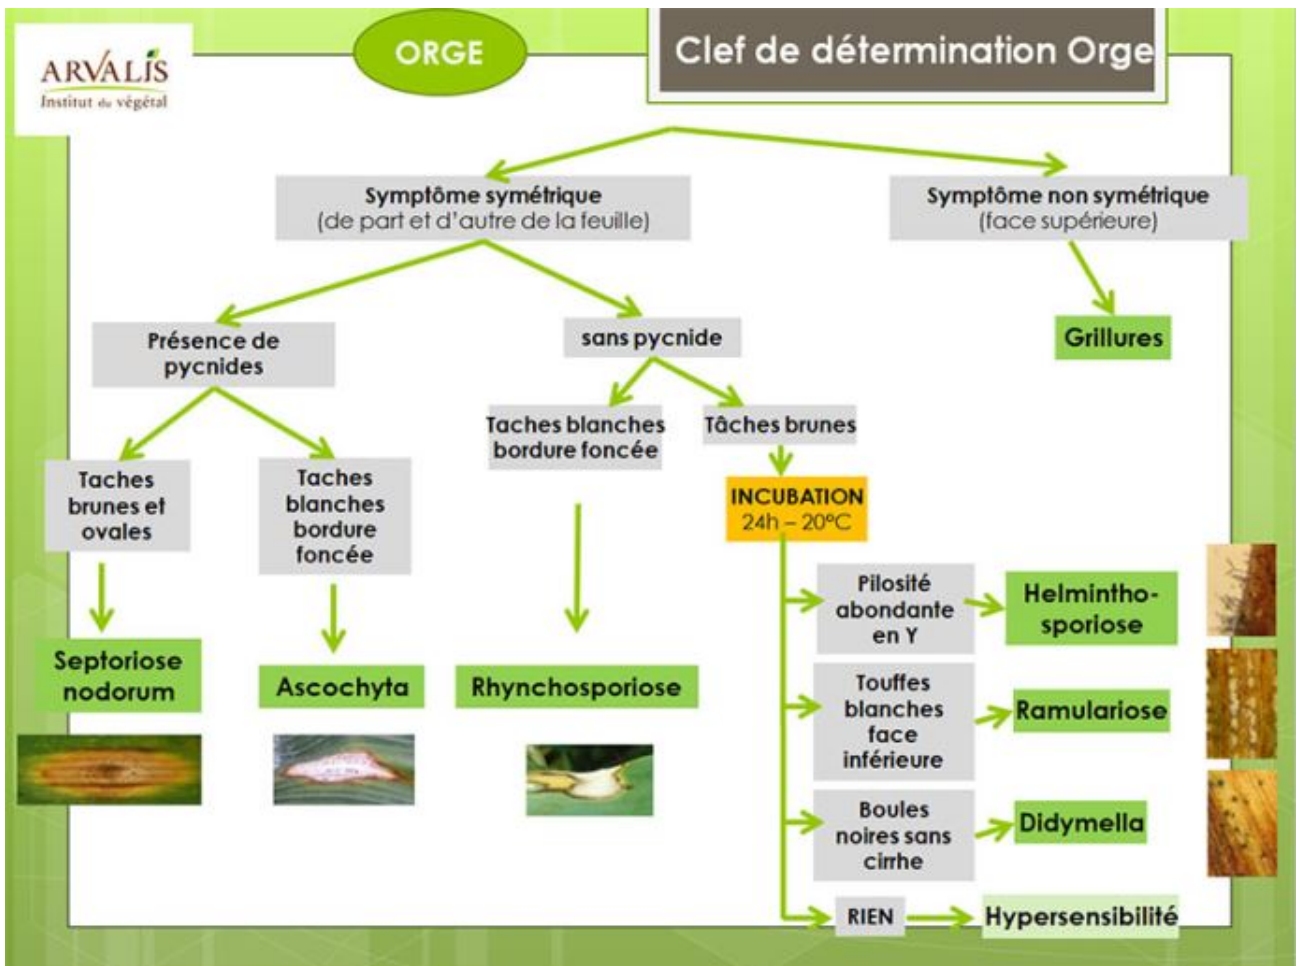 ARVALIS
Institut du végétal
ORGE
Clef de détermination Orge
Symptôme symétrique
(de part et d'autre de la feuille)
Symptôme non symétrique
(face supérieure)
Présence de
pycnides
sans pycnide
Grillures
Taches brunes et
ovales
Taches
blanches
bordure
foncée
Taches blanches
bordure foncée
Tâches brunes
INCUBATION
24h – 20°C
Septoriose
nodorum
Ascochyta
Rhynchosporiose
Pilosité
abondante
en Y
Helmintho-
sporiose
Touffes
blanches
face
inférieure
Ramulariose
Boules
noires sans
cirrhe
Didymella
RIEN
Hypersensibilité